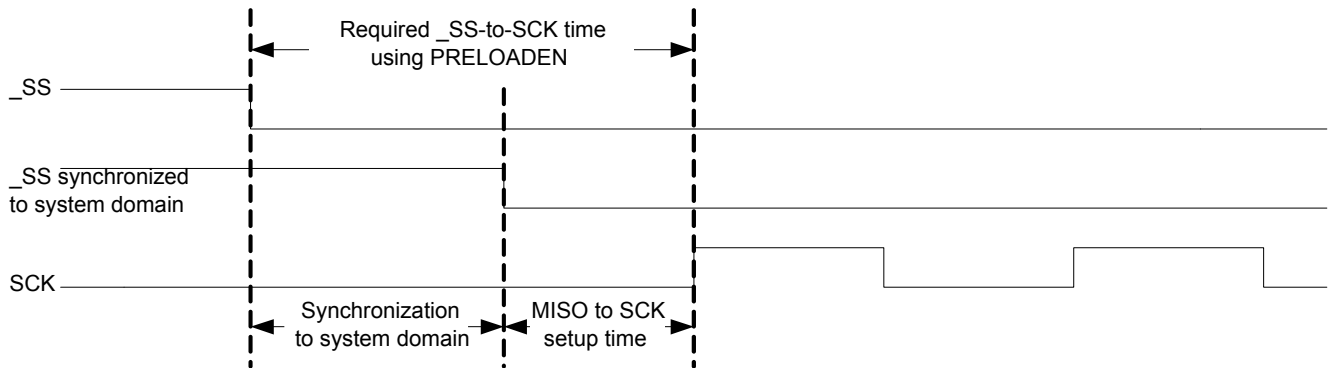 Required _SS-to-SCK time
using PRELOADEN
_SS
_SS synchronized
to system domain
SCK
Synchronization
to system domain
MISO to SCK
setup time